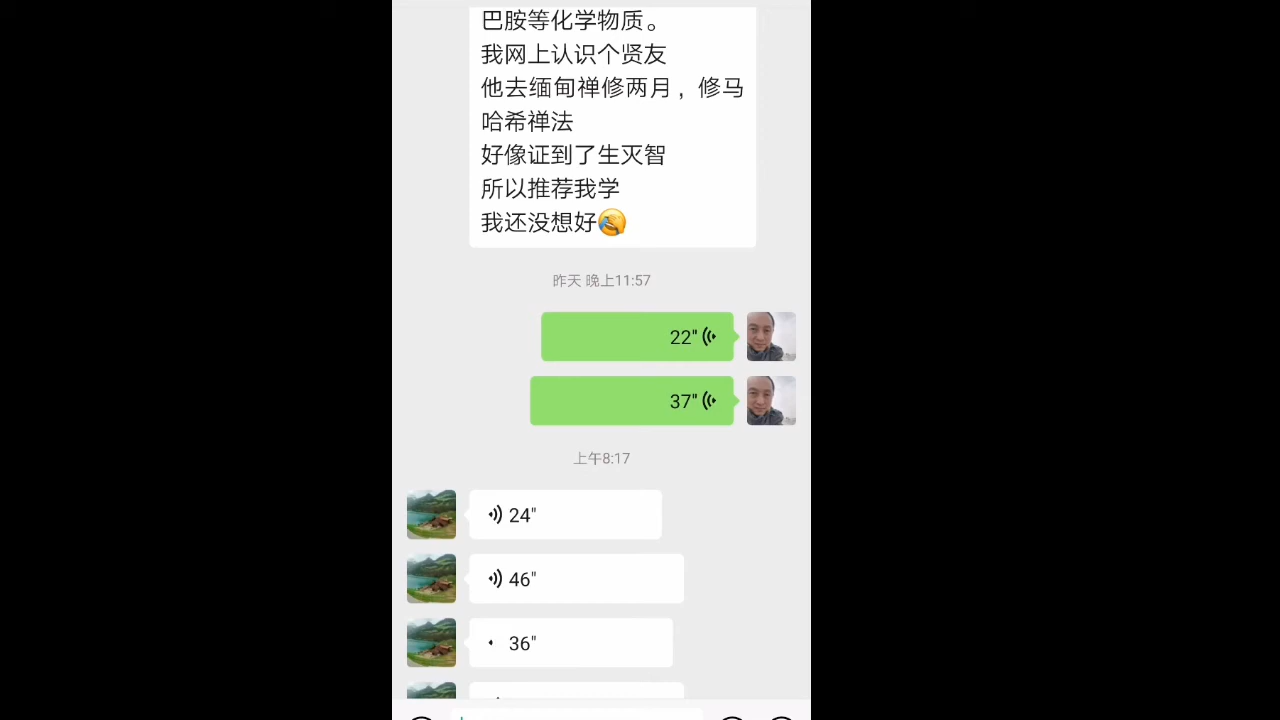 巴胺等化学物质。
我网上认识个贤友
他去缅甸禅修两月，修马
哈希禅法
好像证到了生灭智
所以推荐我学
我还没想好
昨天 晚上11:57
22"
37"
上午8:17
24"
46"
36"